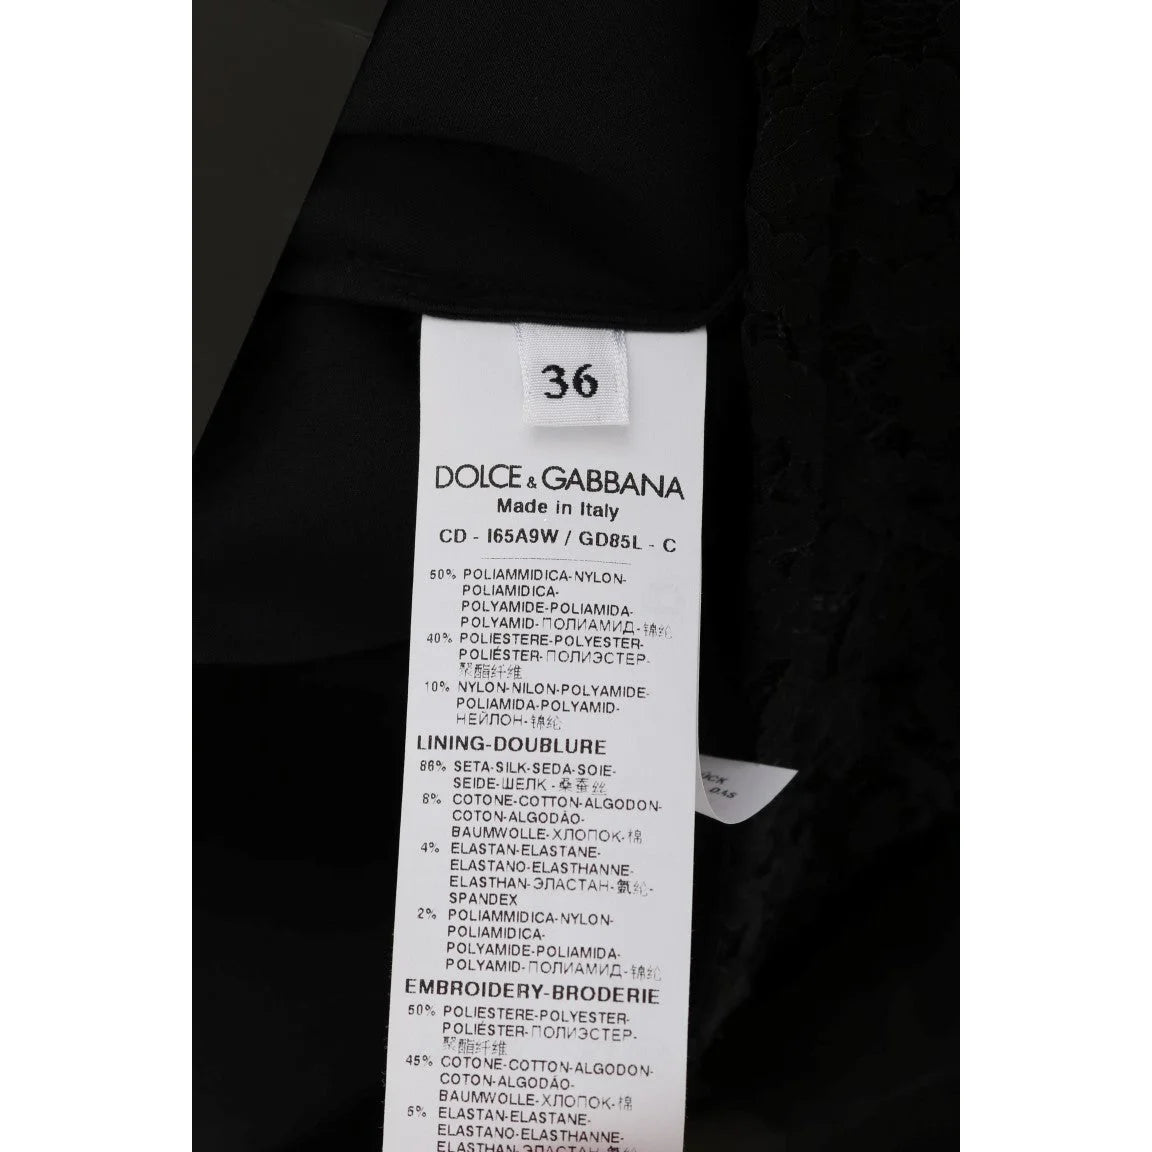 36
DOLCE & GABBANA
Made in Italy
CD - I65A9W / GD85L - C
50% POLIAMMIDICA-NYLON-
POLIAMIDICA-
POLYAMIDE-POLIAMIDA-
POLYAMID-ПОЛИАМИД-锦纶
40% POLIESTERE-POLYESTER-
POLIÉSTER-ПОЛИЭСТЕР-
聚酯纤维
10% NYLON-NILON-POLYAMIDE-
POLIAMIDA-POLYAMID-
НЕЙЛОН-锦纶
LINING-DOUBLURE
86% SETA-SILK-SEDA-SOIE-
SEIDE-ШЕЛК-桑蚕丝
8% COTONE-COTTON-ALGODON-
COTON-ALGODÃO-
BAUMWOLLE-ХЛОПОК-棉
4% ELASTAN-ELASTANE-
ELASTANO-ELASTHANNE-
ELASTHAN-ЭЛАСТАН-氨纶-
SPANDEX
2% POLIAMMIDICA-NYLON-
POLIAMIDICA-
POLYAMIDE-POLIAMIDA-
POLYAMID-ПОЛИАМИД-锦纶
EMBROIDERY-BRODERIE
50% POLIESTERE-POLYESTER-
POLIÉSTER-ПОЛИЭСТЕР-
聚酯纤维
45% COTONE-COTTON-ALGODON-
COTON-ALGODÃO-
BAUMWOLLE-ХЛОПОК-棉
5% ELASTAN-ELASTANE-
ELASTANO-ELASTHANNE-
ELASTHAN-ЭЛАСТАН-氨纶-
DAS